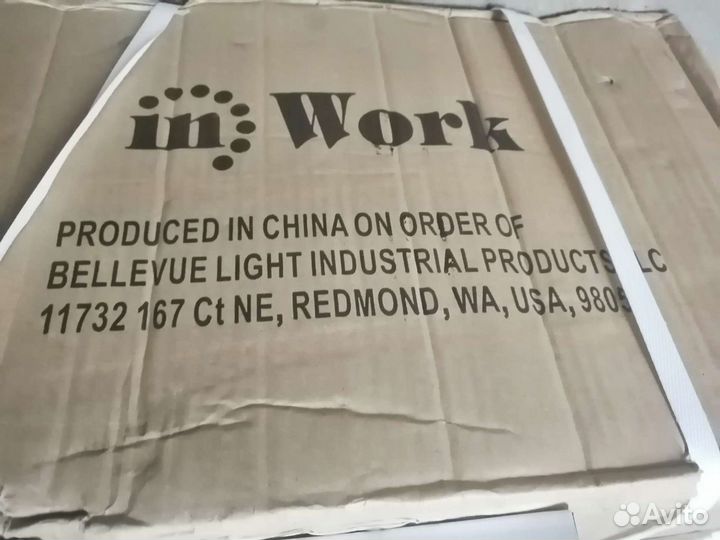 in Work
PRODUCED IN CHINA ON ORDER OF
BELLEVUE LIGHT INDUSTRIAL PRODUCTS
11732 167 Ct NE, REDMOND, WA, USA,
Avito